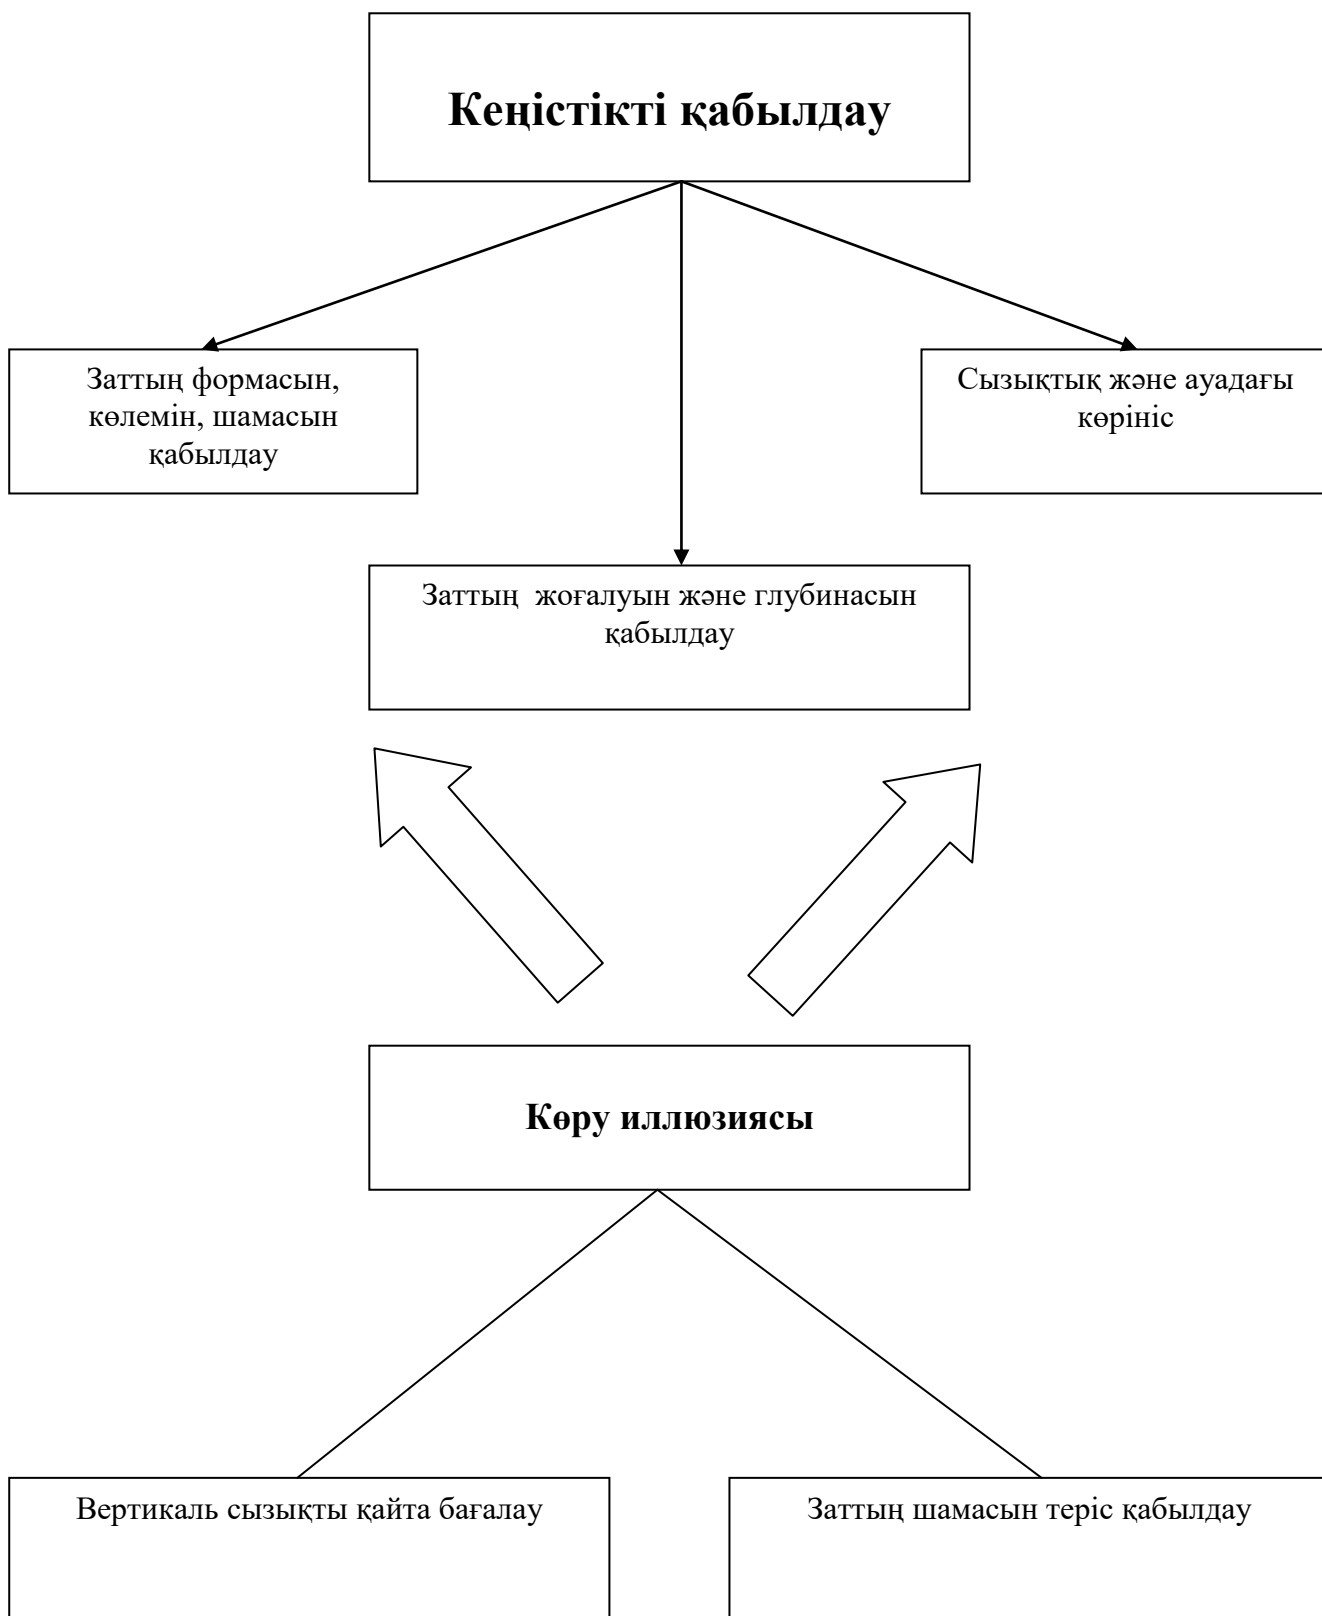 Кеңістікті қабылдау
Заттың формасын,
көлемін, шамасын
қабылдау
Сызықтық және ауадағы
көрініс
Заттың жоғалуын және глубинасын
қабылдау
Көру иллюзиясы
Вертикаль сызықты қайта бағалау
Заттың шамасын теріс қабылдау